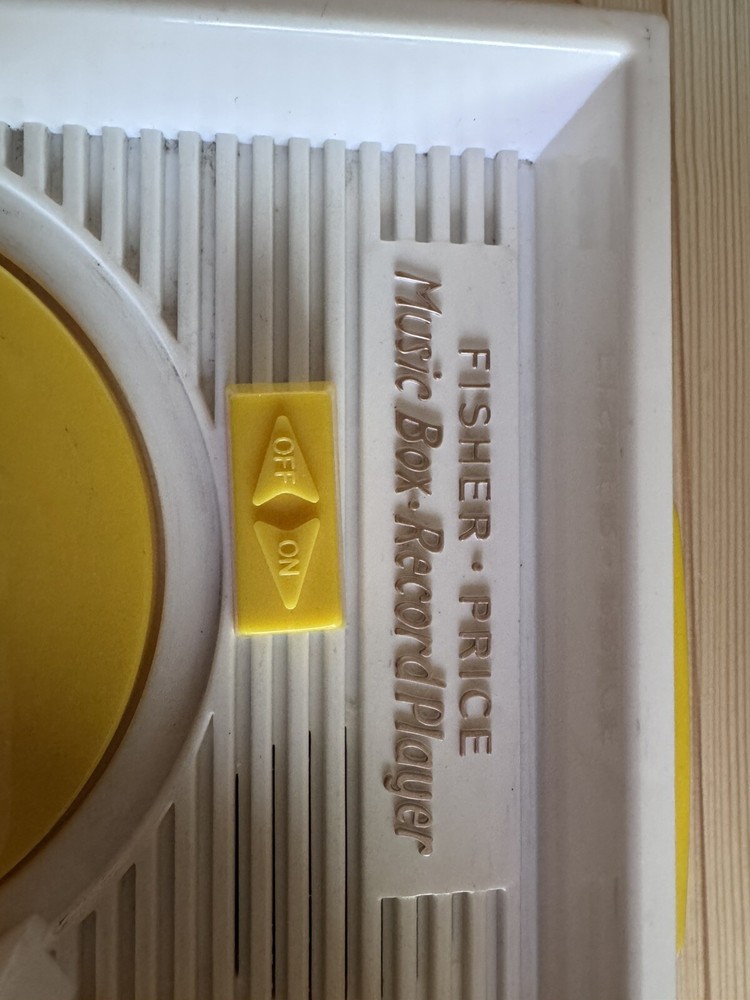 FISHER·PRICE
Music Box·Record Player
OFF
ON